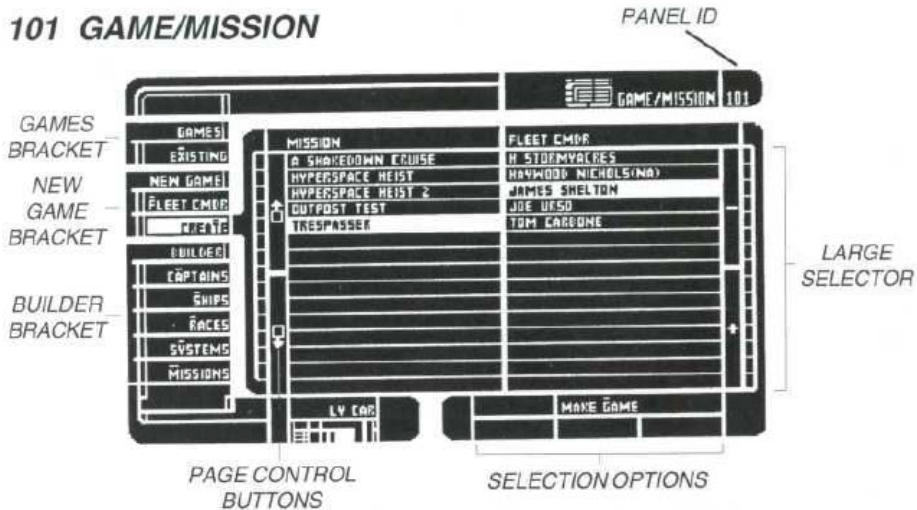 101 GAME/MISSION
PANEL ID
GAME/MISSION 101
GAMES BRACKET
NEW GAME BRACKET
BUILDER BRACKET
GAMES
EXISTING
NEW GAME
FLEET CMDR
CREATE
BUILDER
CAPTAINS
SHIPS
RACES
SYSTEMS
MISSIONS
MISSION
FLEET CMDR
A SHAKEDOWN CRUISE
H STORMYACRES
HYPERSPACE HEIST
HAYWOOD NICHOLS(NA)
HYPERSPACE HEIST 2
JAMES SHELTON
OUTPOST TEST
JOE URSO
TRESPASSER
TOM CARBONE
-
+
LARGE SELECTOR
LY CAR
MAKE GAME
PAGE CONTROL BUTTONS
SELECTION OPTIONS